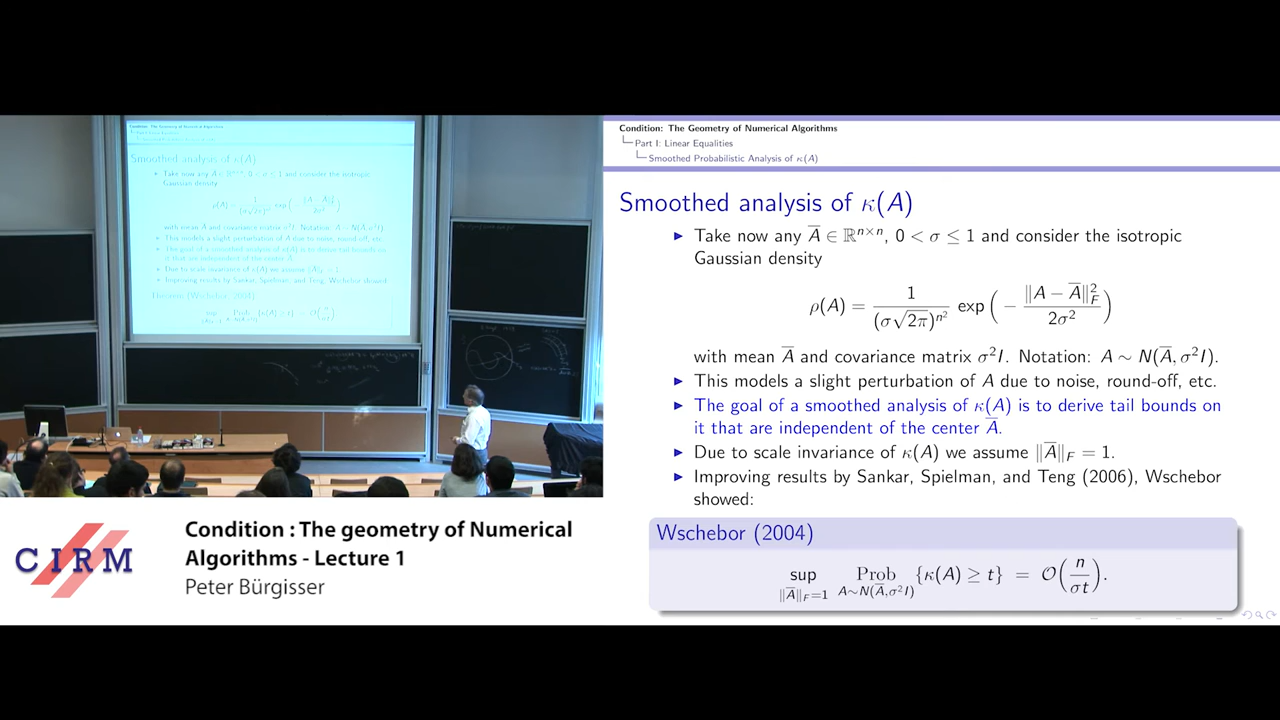 Condition: The Geometry of Numerical Algorithms
Part I: Linear Equalities
Smoothed Probabilistic Analysis of κ(A)
Smoothed analysis of κ(A)
► Take now any A̅ ∈ ℝⁿˣⁿ, 0 < σ ≤ 1 and consider the isotropic
Gaussian density
ρ(A) = 1/(σ√2π)^{n²} exp( − ‖A − A̅‖²_F / 2σ² )
with mean A̅ and covariance matrix σ²I. Notation: A ∼ N(A̅, σ²I).
► This models a slight perturbation of A due to noise, round-off, etc.
► The goal of a smoothed analysis of κ(A) is to derive tail bounds on
it that are independent of the center A̅.
► Due to scale invariance of κ(A) we assume ‖A̅‖_F = 1.
► Improving results by Sankar, Spielman, and Teng (2006), Wschebor
showed:
Wschebor (2004)
sup_{‖A̅‖_F=1} Prob_{A∼N(A̅,σ²I)} {κ(A) ≥ t} = 𝒪(n/σt).
CIRM
Condition : The geometry of Numerical
Algorithms - Lecture 1
Peter Bürgisser